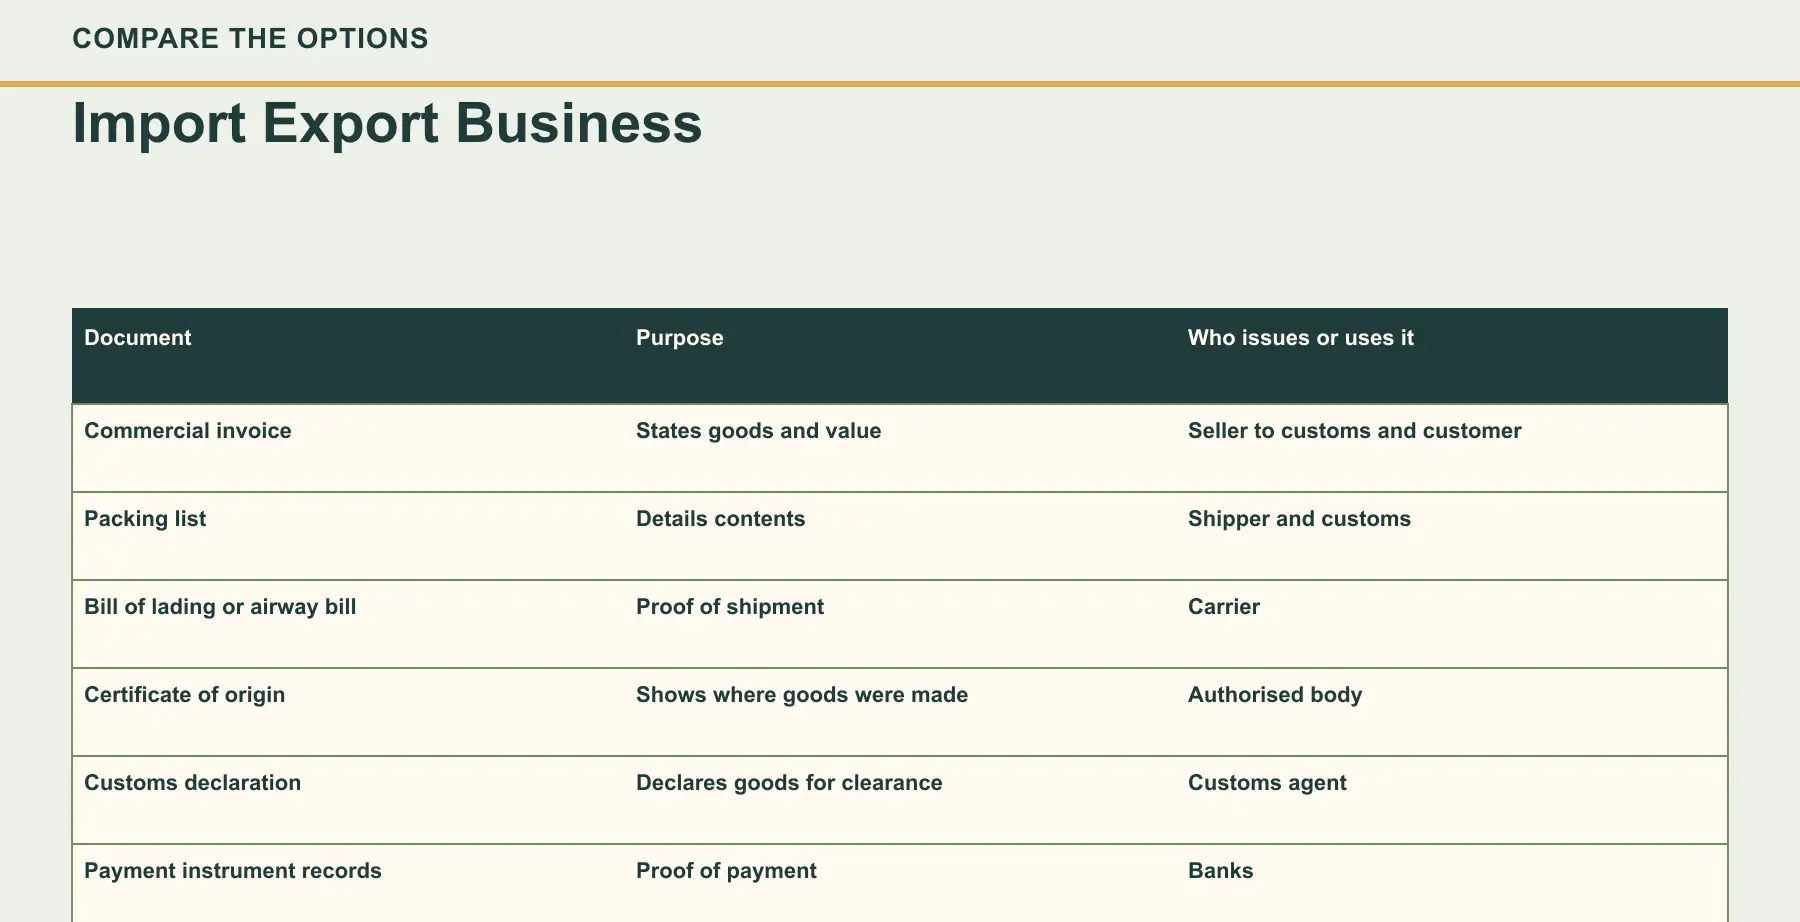 COMPARE THE OPTIONS
Import Export Business
Document Purpose Who issues or uses it
Commercial invoice States goods and value Seller to customs and customer
Packing list Details contents Shipper and customs
Bill of lading or airway bill Proof of shipment Carrier
Certificate of origin Shows where goods were made Authorised body
Customs declaration Declares goods for clearance Customs agent
Payment instrument records Proof of payment Banks